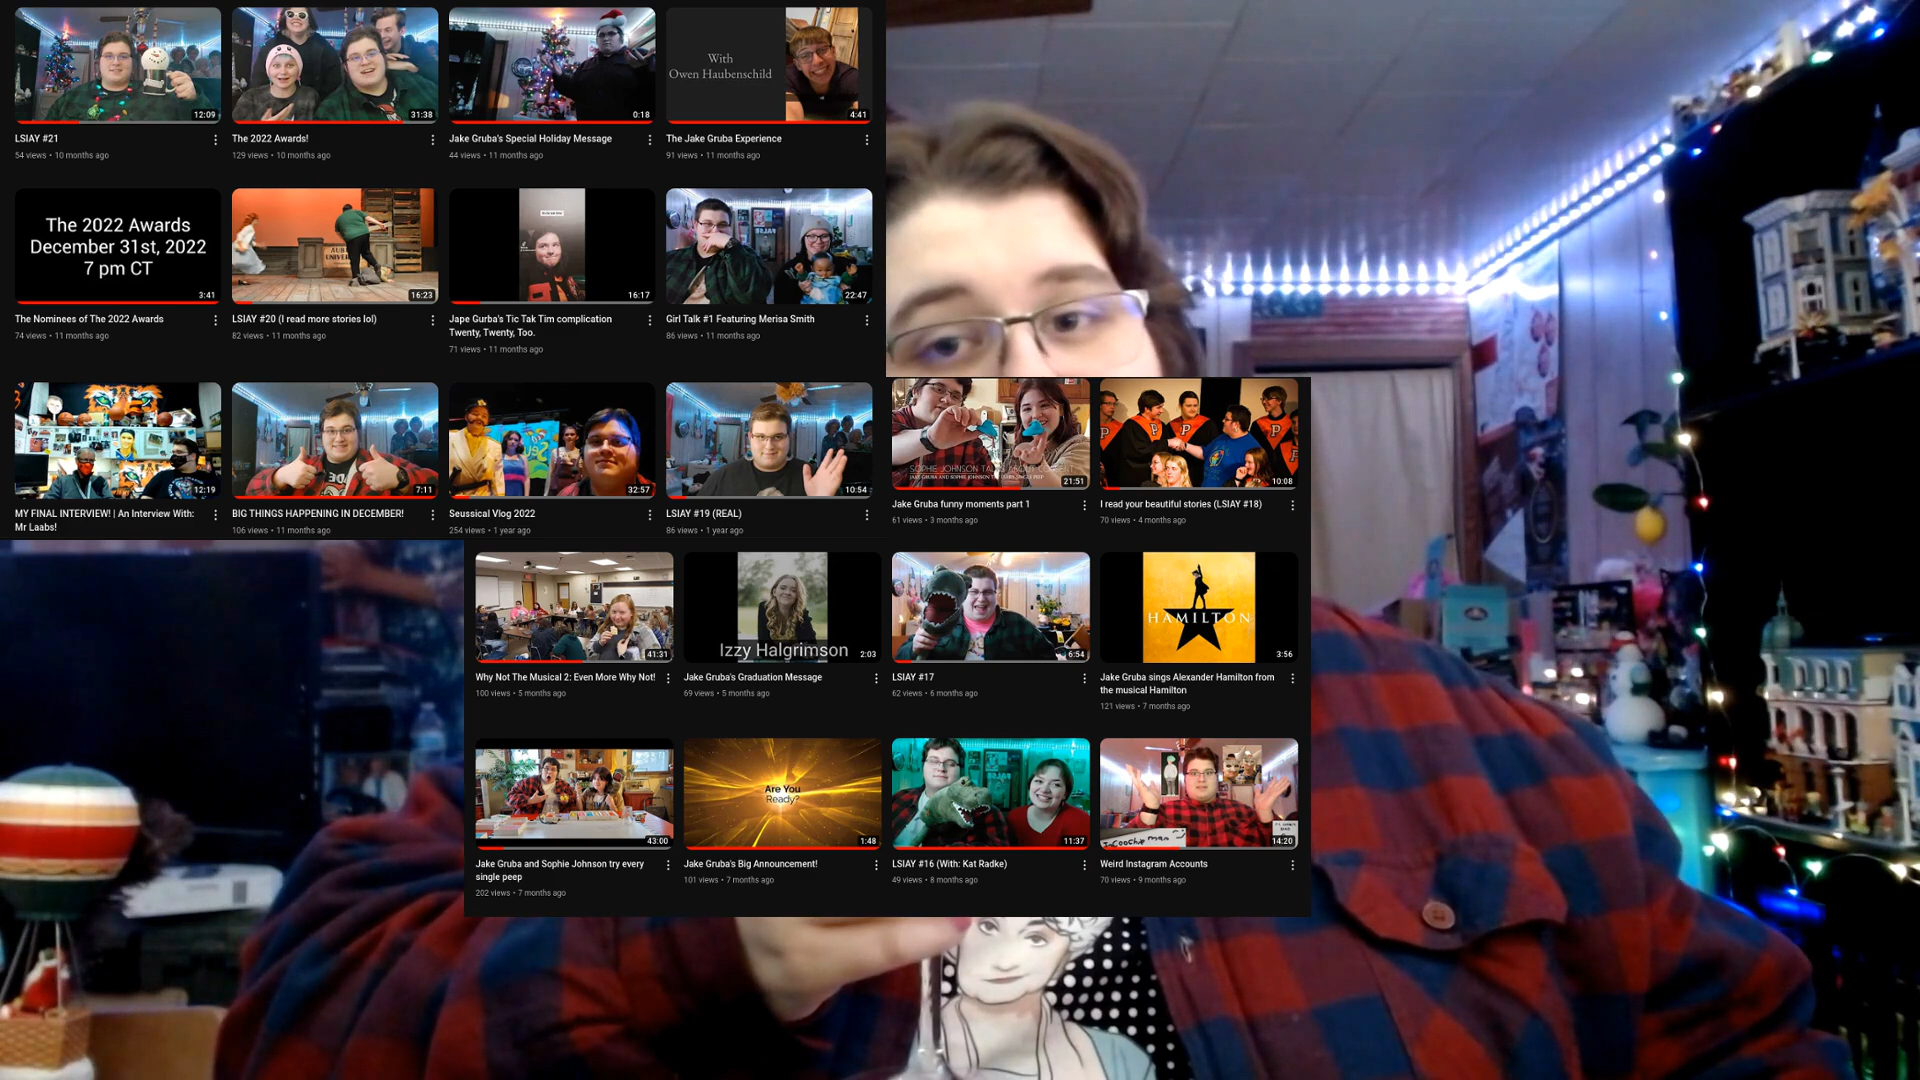 12:09
LSIAY #21
54 views • 10 months ago
31:38
The 2022 Awards!
129 views • 10 months ago
0:18
Jake Gruba's Special Holiday Message
44 views • 11 months ago
With
Owen Haubenschild
4:41
The Jake Gruba Experience
91 views • 11 months ago
The 2022 Awards
December 31st, 2022
7 pm CT
3:41
The Nominees of The 2022 Awards
74 views • 11 months ago
16:23
LSIAY #20 (I read more stories lol)
82 views • 11 months ago
16:17
Jape Gurba's Tic Tak Tim complication
Twenty, Twenty, Too.
71 views • 11 months ago
22:47
Girl Talk #1 Featuring Merisa Smith
86 views • 11 months ago
12:19
MY FINAL INTERVIEW! | An Interview With:
Mr Laabs!
7:11
BIG THINGS HAPPENING IN DECEMBER!
106 views • 11 months ago
32:57
Seussical Vlog 2022
254 views • 1 year ago
10:54
LSIAY #19 (REAL)
86 views • 1 year ago
21:51
Jake Gruba funny moments part 1
61 views • 3 months ago
P
P
P
10:08
I read your beautiful stories (LSIAY #18)
70 views • 4 months ago
41:31
Why Not The Musical 2: Even More Why Not!
100 views • 5 months ago
Izzy Halgrimson
2:03
Jake Gruba's Graduation Message
69 views • 5 months ago
6:54
LSIAY #17
62 views • 6 months ago
HAMILTON
3:56
Jake Gruba sings Alexander Hamilton from
the musical Hamilton
121 views • 7 months ago
43:00
Jake Gruba and Sophie Johnson try every
single peep
202 views • 7 months ago
Are You
Ready?
1:48
Jake Gruba's Big Announcement!
101 views • 7 months ago
11:37
LSIAY #16 (With: Kat Radke)
49 views • 8 months ago
14:20
Weird Instagram Accounts
70 views • 9 months ago